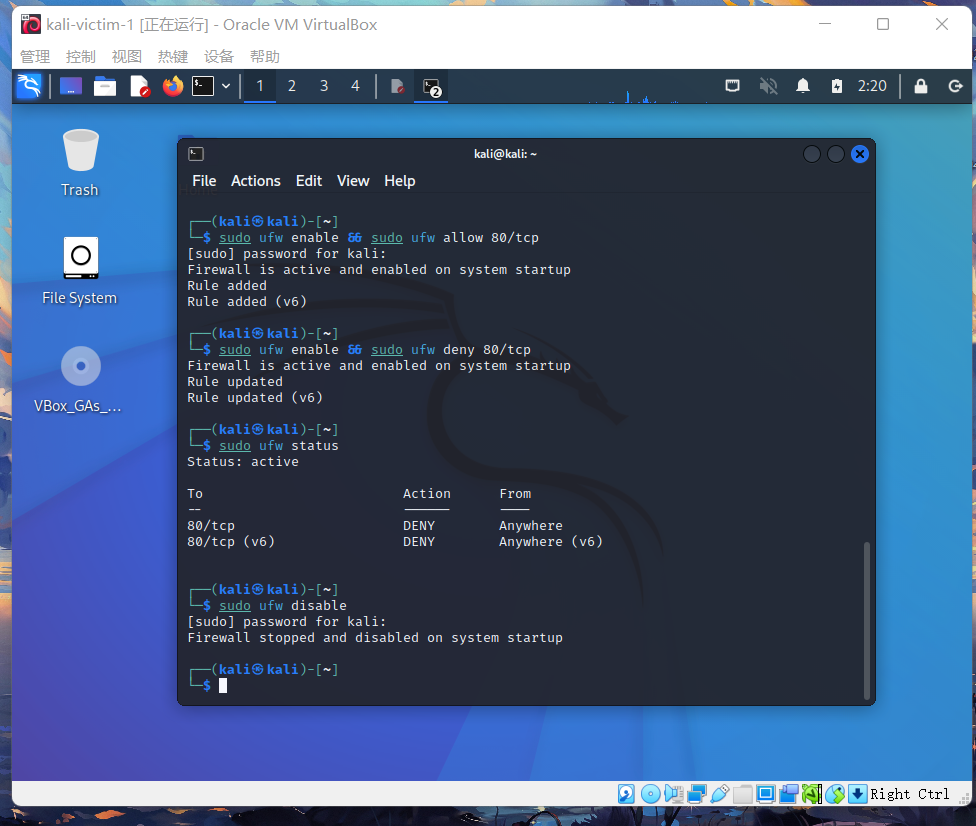 kali-victim-1 [正在运行] - Oracle VM VirtualBox
管理 控制 视图 热键 设备 帮助
1 2 3 4 2 2:20
Trash
File System
VBox_GAs_...
kali@kali: ~
File Actions Edit View Help
┌──(kali㉿kali)-[~]
└─$ sudo ufw enable && sudo ufw allow 80/tcp
[sudo] password for kali:
Firewall is active and enabled on system startup
Rule added
Rule added (v6)
┌──(kali㉿kali)-[~]
└─$ sudo ufw enable && sudo ufw deny 80/tcp
Firewall is active and enabled on system startup
Rule updated
Rule updated (v6)
┌──(kali㉿kali)-[~]
└─$ sudo ufw status
Status: active
To Action From
-- ------ ----
80/tcp DENY Anywhere
80/tcp (v6) DENY Anywhere (v6)
┌──(kali㉿kali)-[~]
└─$ sudo ufw disable
[sudo] password for kali:
Firewall stopped and disabled on system startup
┌──(kali㉿kali)-[~]
└─$
Right Ctrl